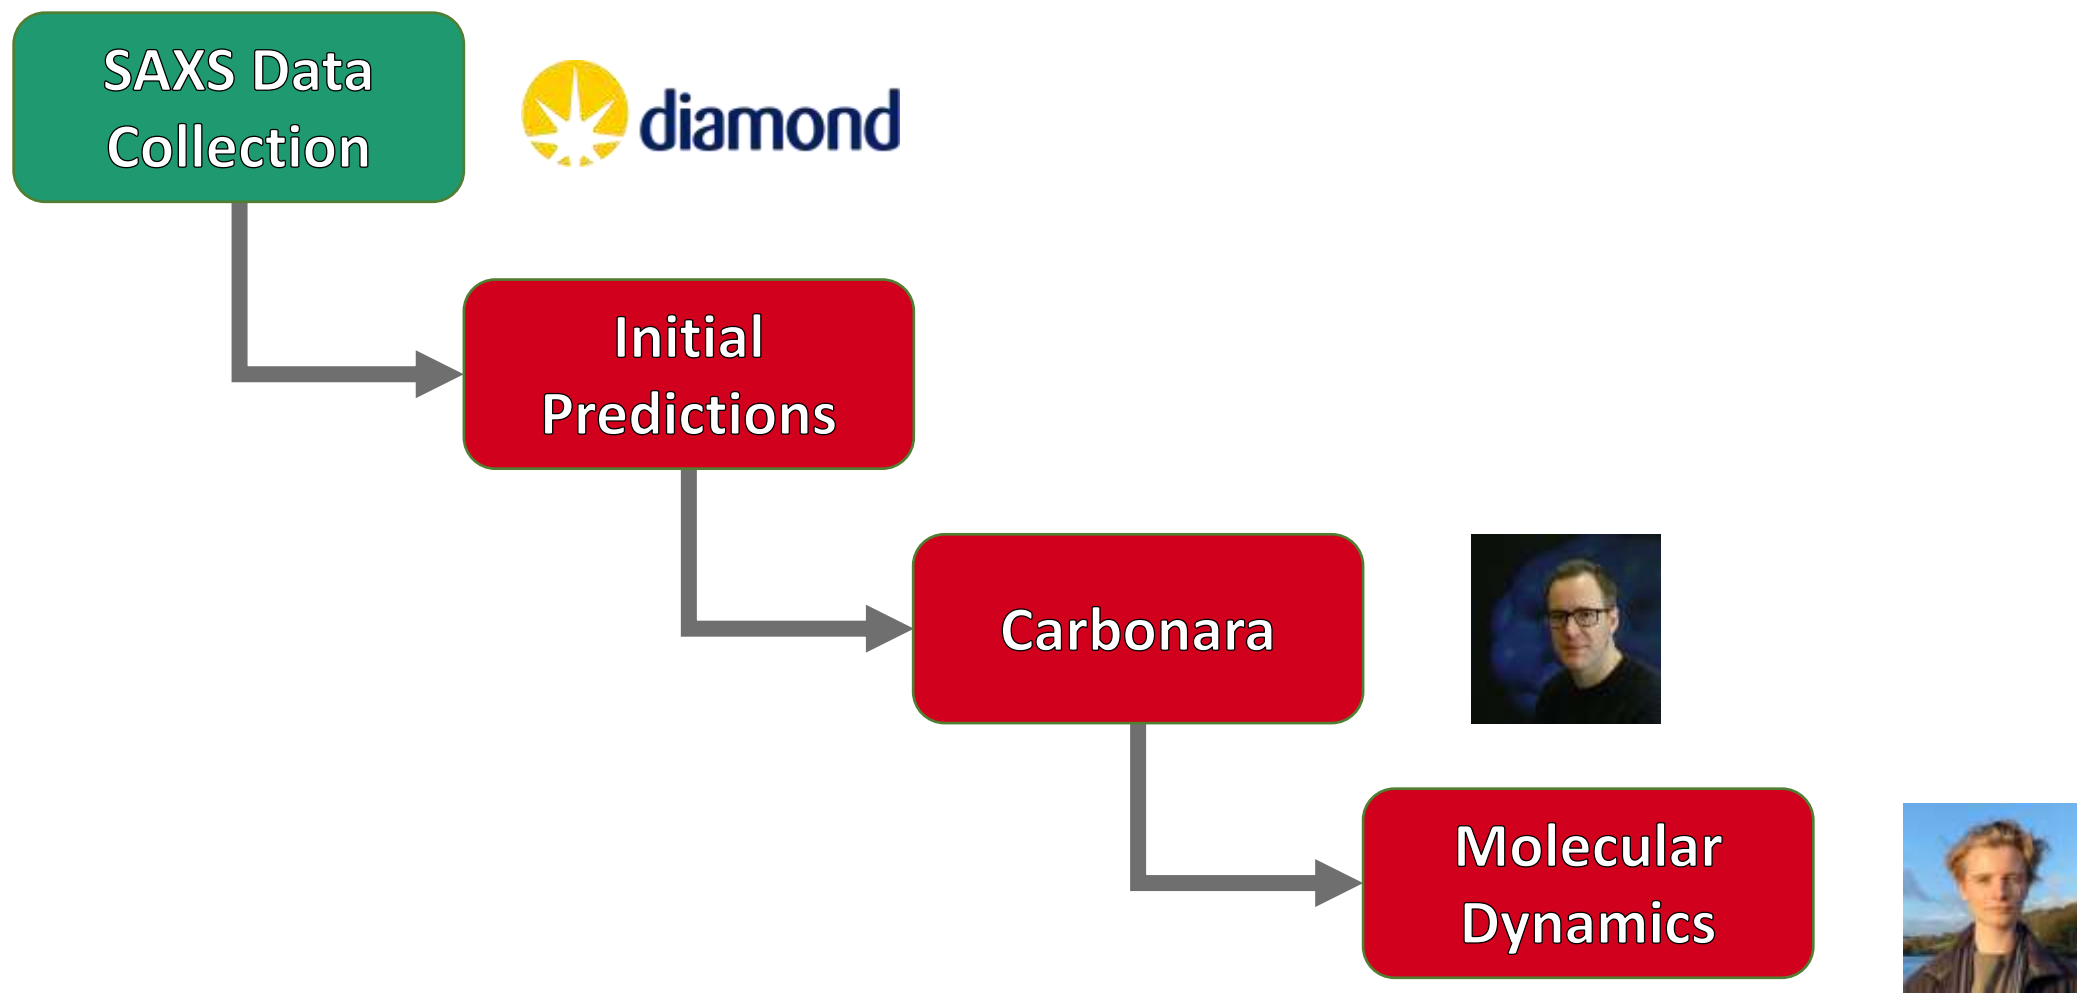 SAXS Data
Collection
diamond
Initial
Predictions
Carbonara
Molecular
Dynamics